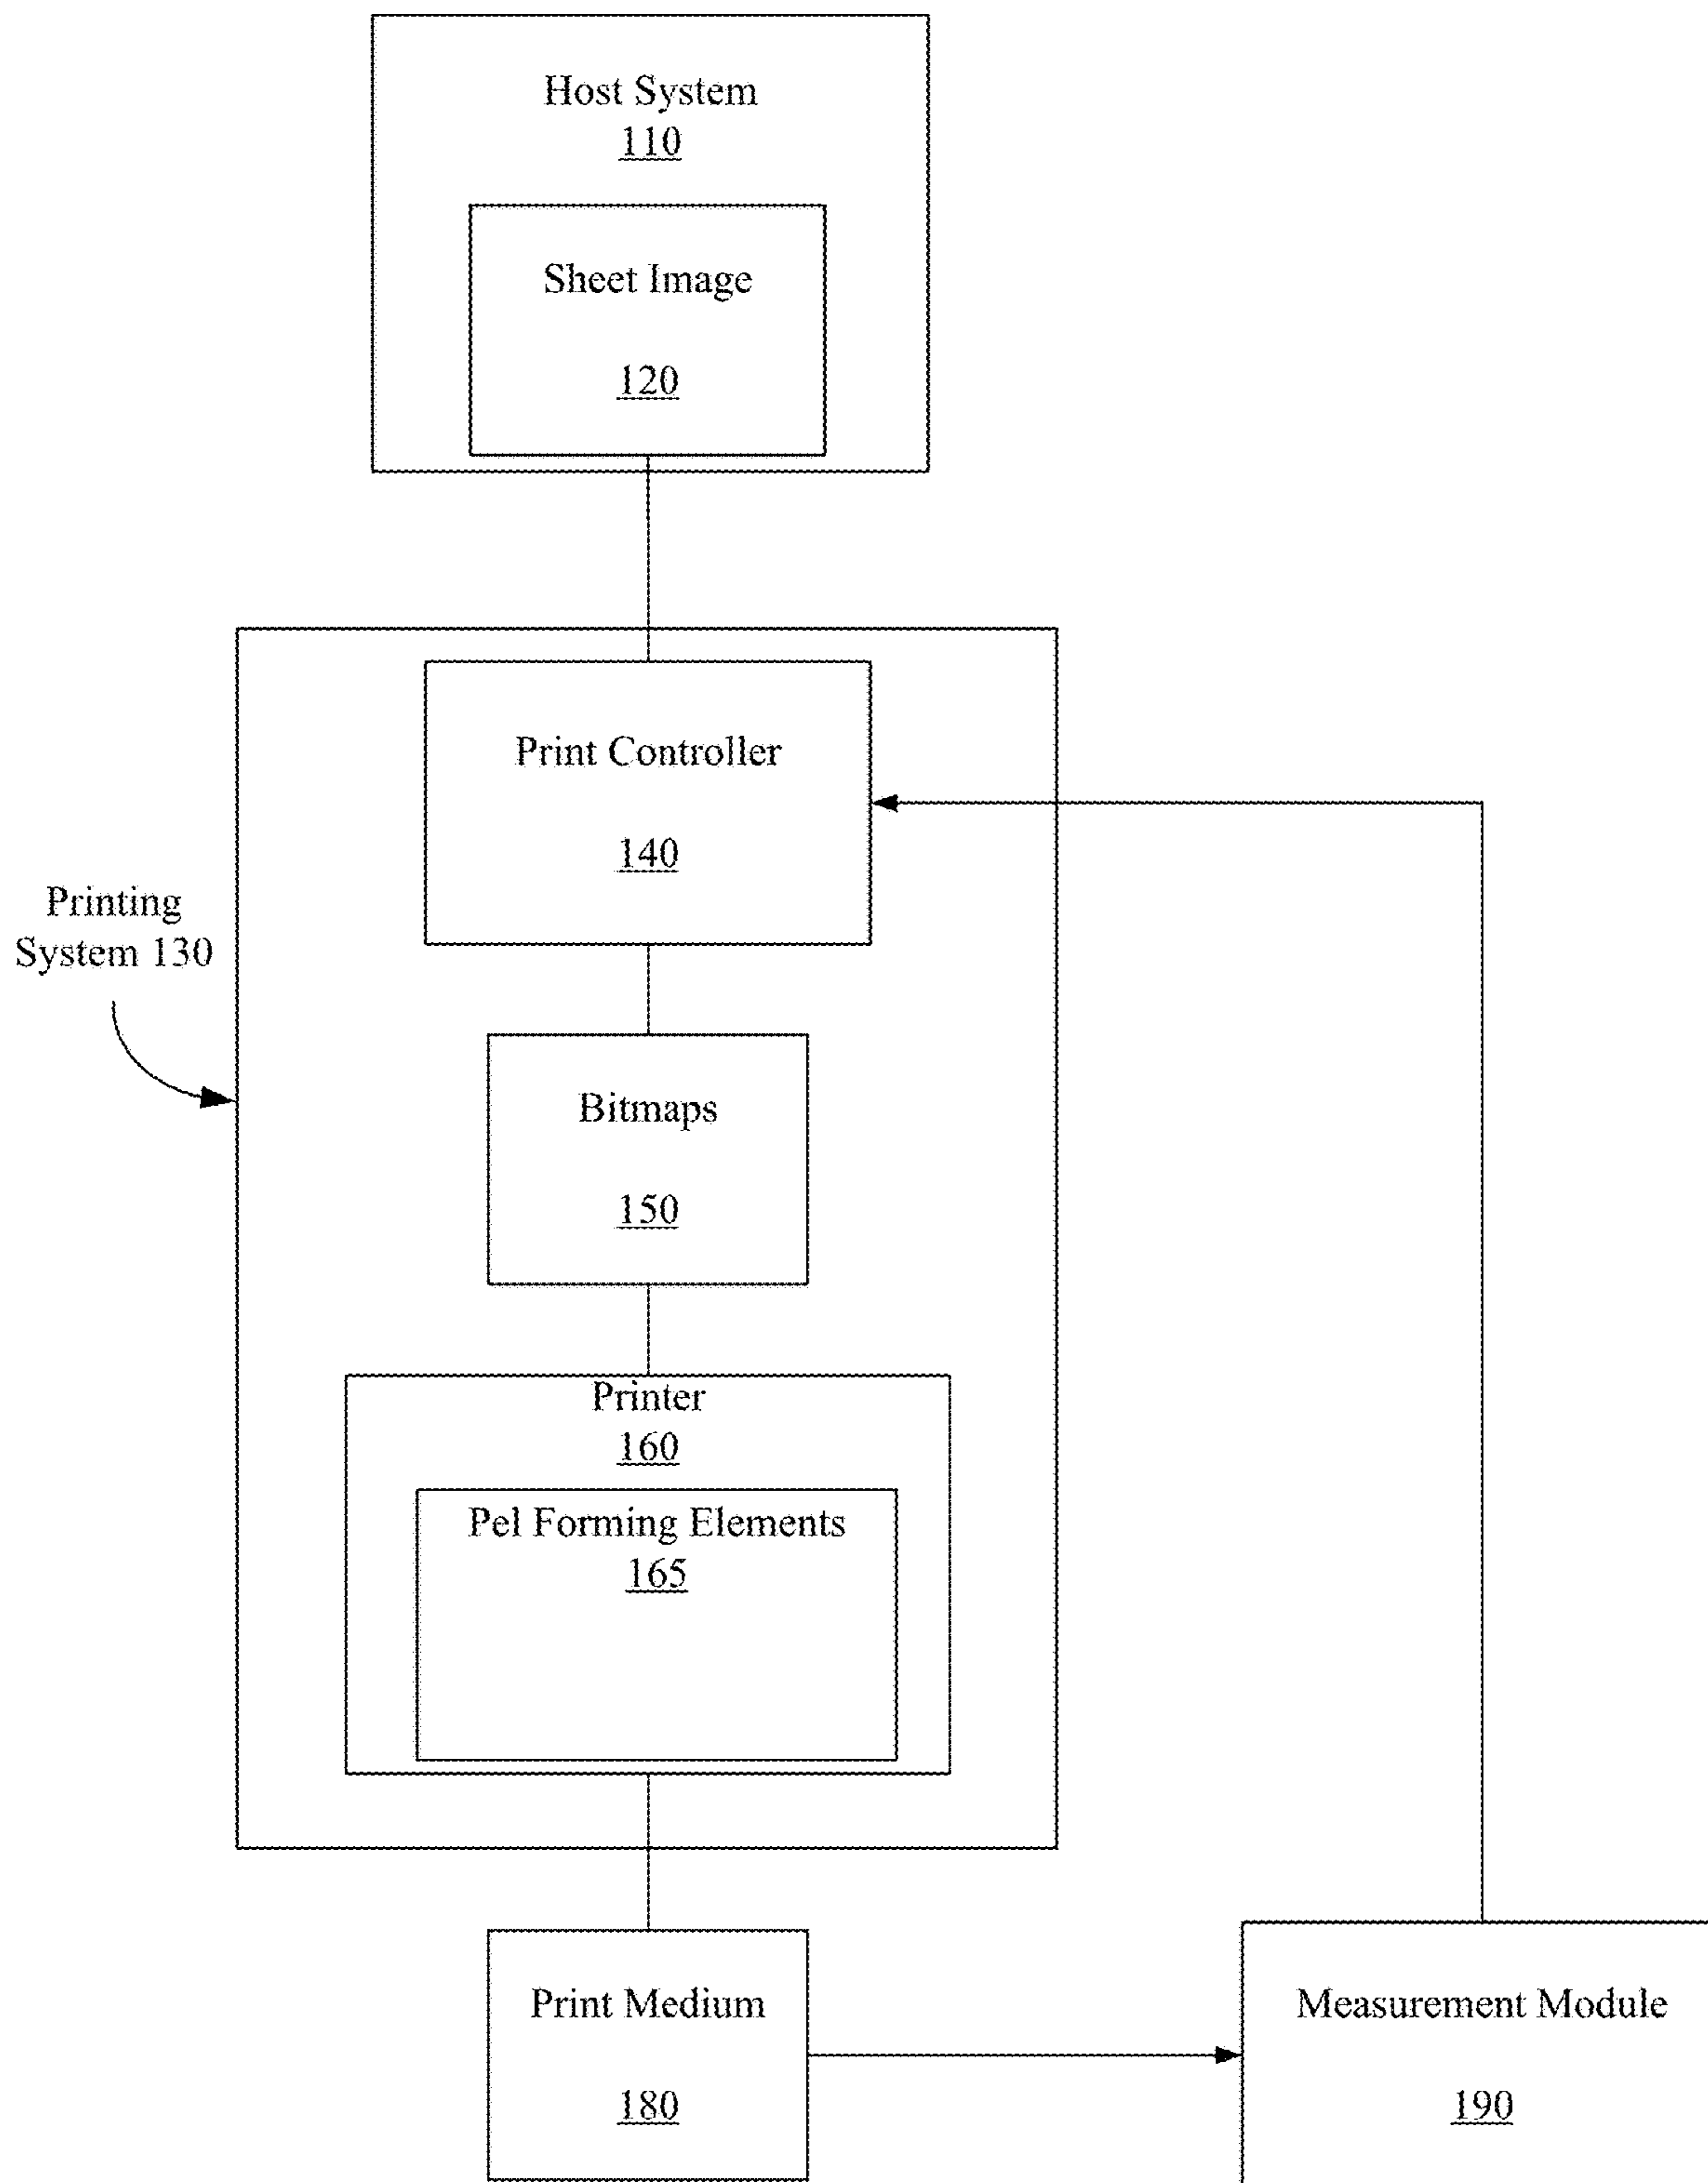 Host System
110
Sheet Image
120
Print Controller
140
Printing
System 130
Bitmaps
150
Printer
160
Pel Forming Elements
165
Print Medium
180
Measurement Module
190